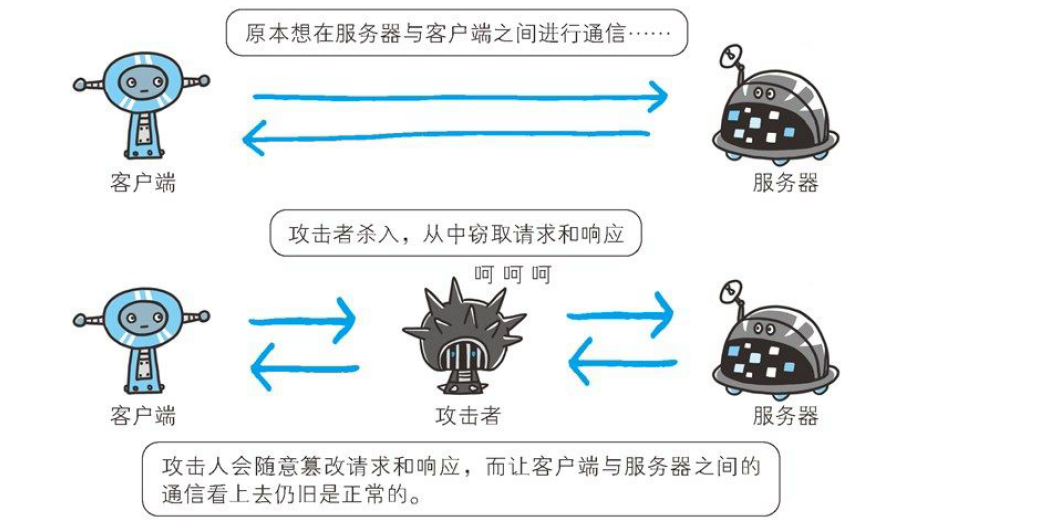 原本想在服务器与客户端之间进行通信……
客户端
服务器
攻击者杀入，从中窃取请求和响应
呵 呵 呵
客户端
攻击者
服务器
攻击人会随意篡改请求和响应，而让客户端与服务器之间的
通信看上去仍旧是正常的。